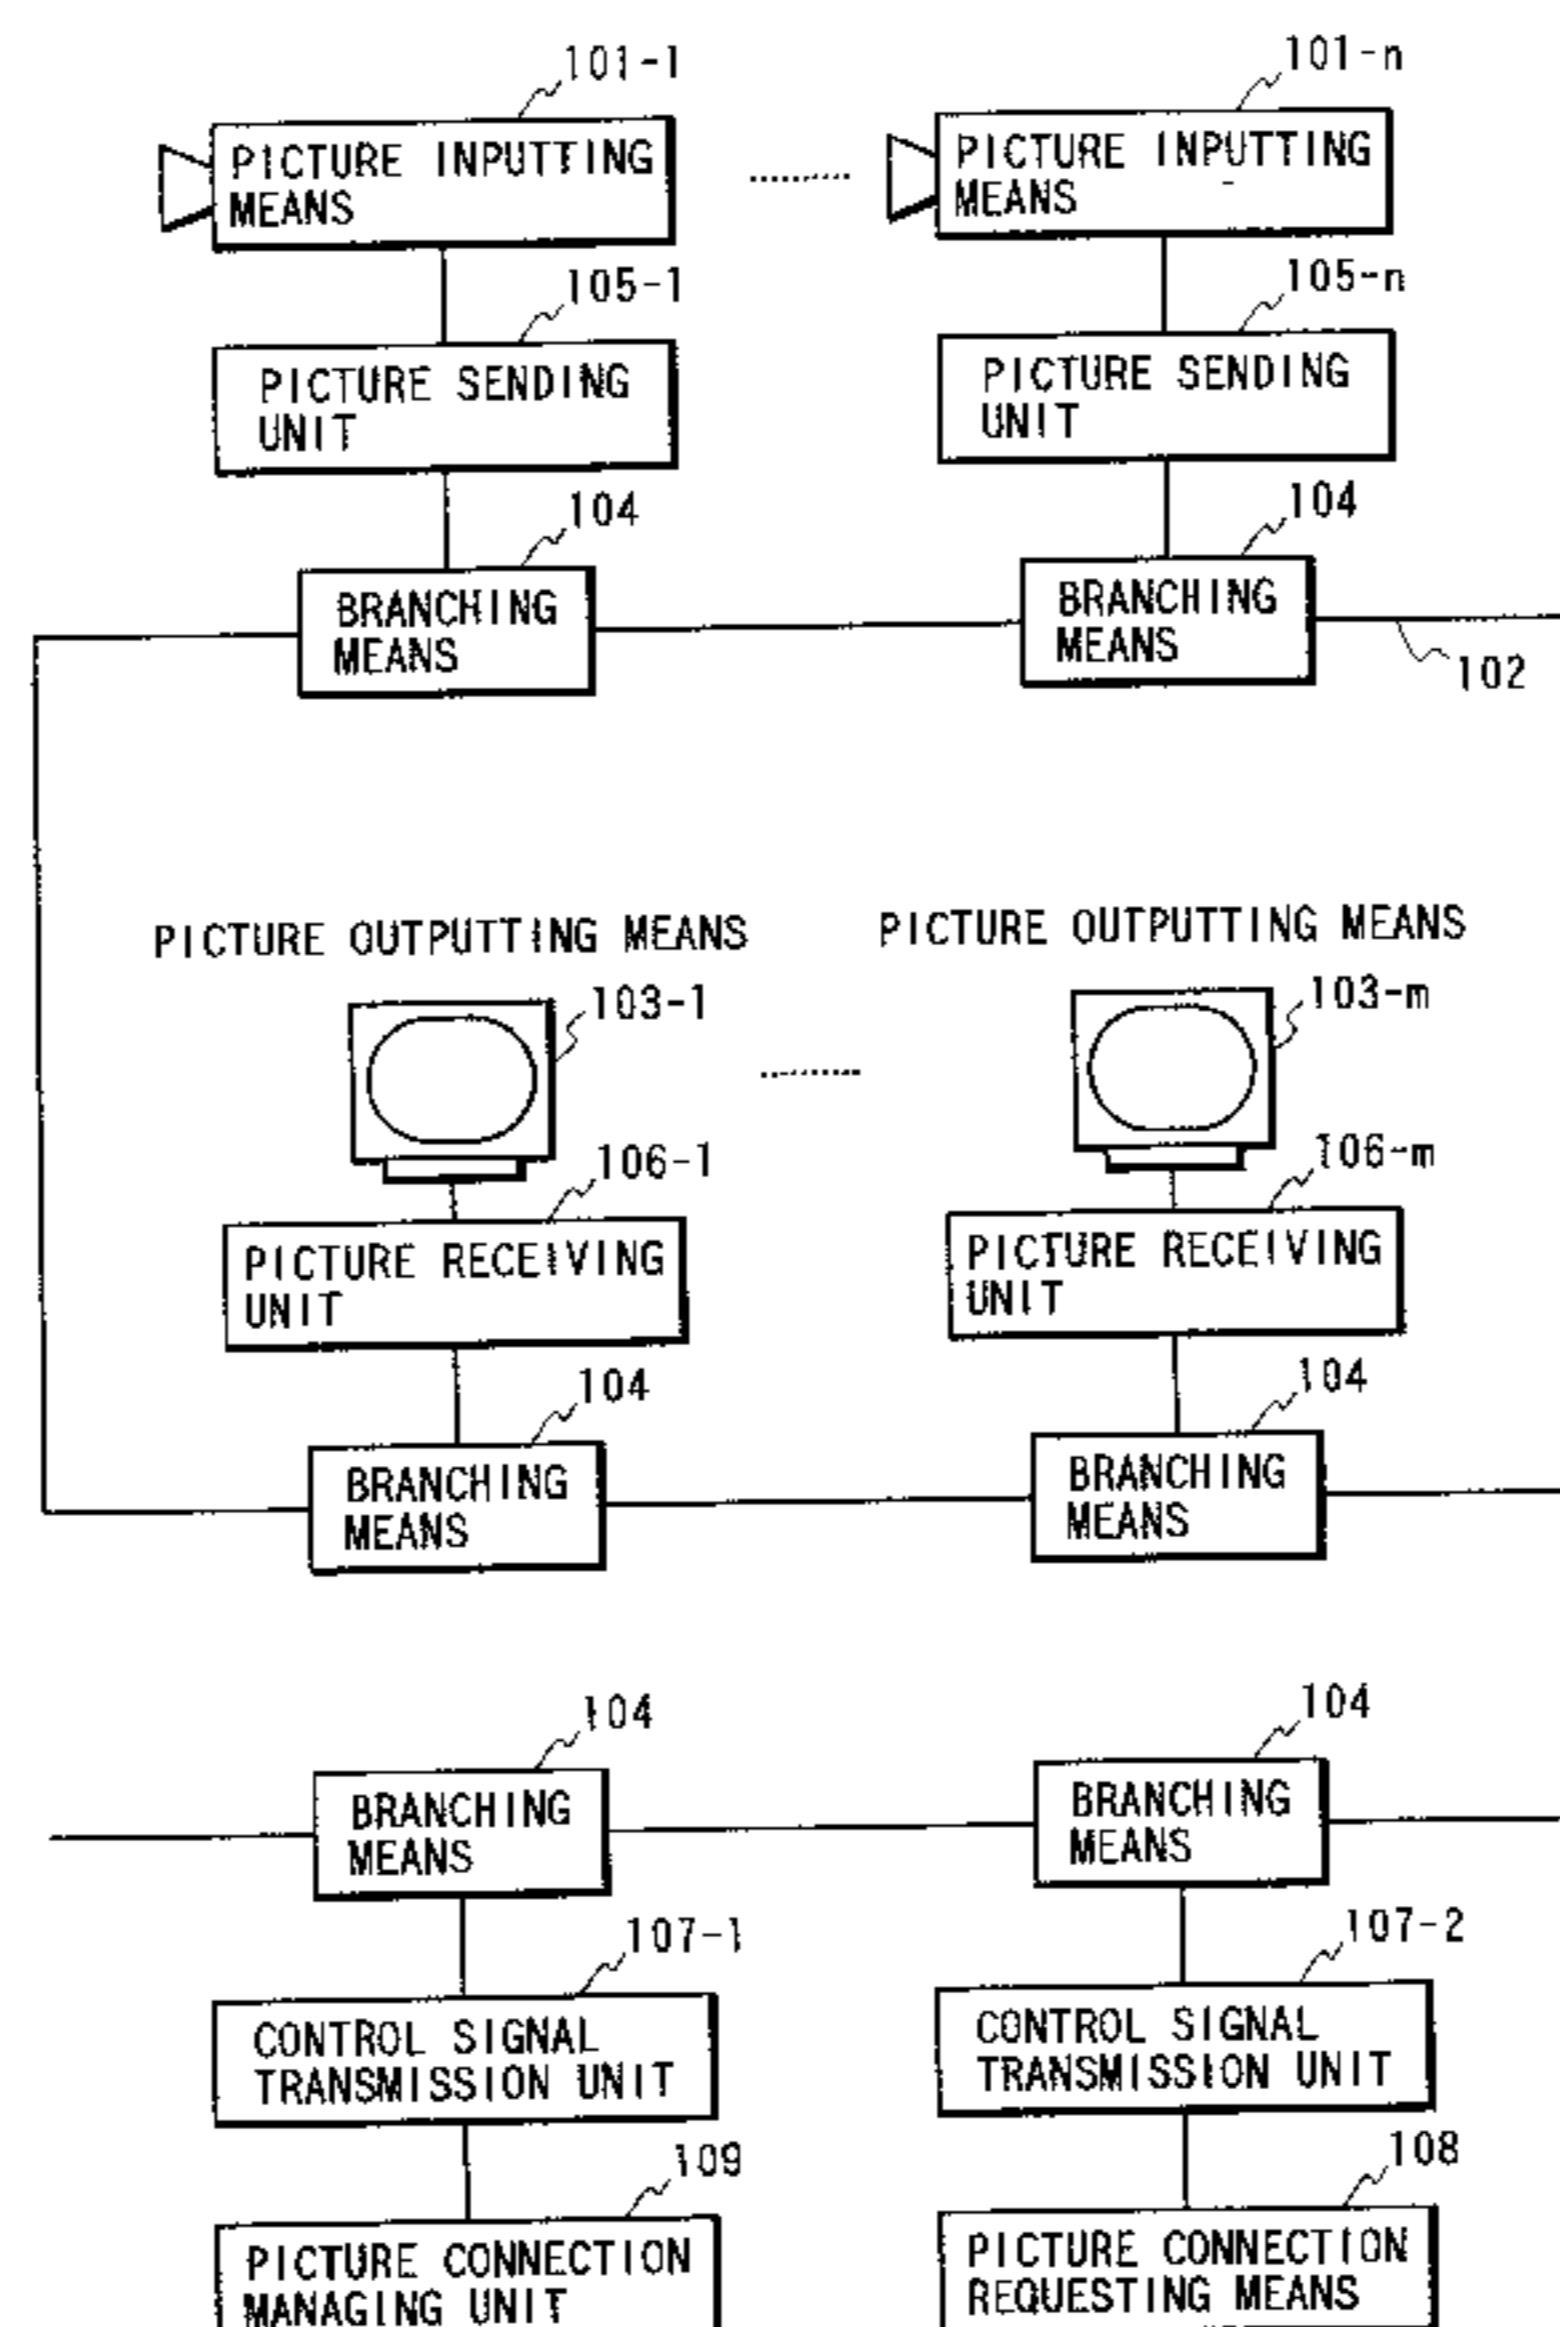 101-1
101-n
PICTURE INPUTTING
MEANS
PICTURE INPUTTING
MEANS
105-1
105-n
PICTURE SENDING
UNIT
PICTURE SENDING
UNIT
104
104
BRANCHING
MEANS
BRANCHING
MEANS
102
PICTURE OUTPUTTING MEANS
PICTURE OUTPUTTING MEANS
103-1
103-m
106-1
106-m
PICTURE RECEIVING
UNIT
PICTURE RECEIVING
UNIT
104
104
BRANCHING
MEANS
BRANCHING
MEANS
104
104
BRANCHING
MEANS
BRANCHING
MEANS
107-1
107-2
CONTROL SIGNAL
TRANSMISSION UNIT
CONTROL SIGNAL
TRANSMISSION UNIT
109
108
PICTURE CONNECTION
MANAGING UNIT
PICTURE CONNECTION
REQUESTING MEANS